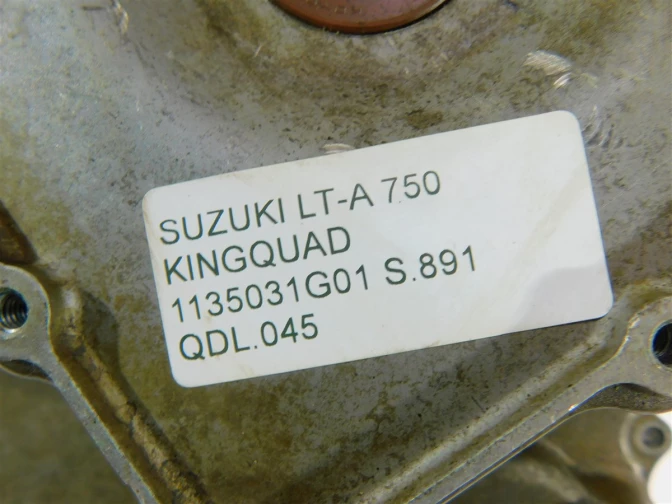 SUZUKI LT-A 750
KINGQUAD
1135031G01 S.891
QDL.045